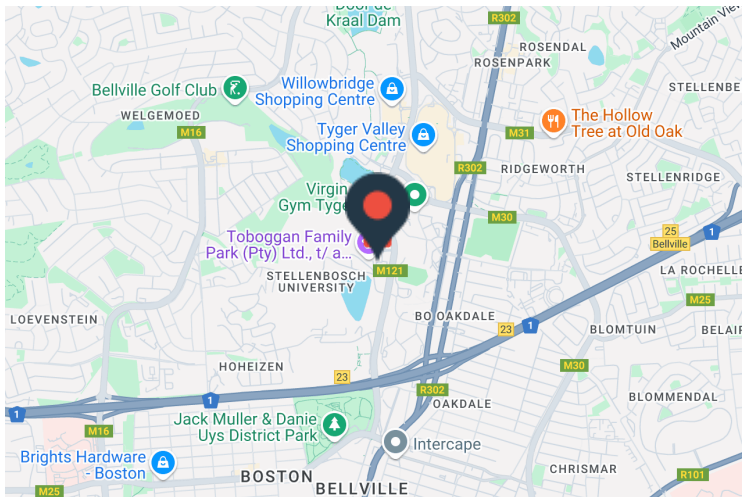 Door de
Kraal Dam
R302
Mountain Vie
ROSENDAL
ROSENPARK
Willowbridge
Shopping Centre
Bellville Golf Club
STELLENBE
WELGEMOED
M16
The Hollow
Tree at Old Oak
Tyger Valley
Shopping Centre
M31
R302
RIDGEWORTH
STELLENRIDGE
Virgin
Gym Tyge
M30
Toboggan Family
Park (Pty) Ltd., t/ a...
25
Bellville
1
STELLENBOSCH
UNIVERSITY
M121
LA ROCHELLE
M25
LOEVENSTEIN
BO OAKDALE
23
1
BLOMTUIN
BELAIR
HOHEIZEN
M30
23
R302
1
1
OAKDALE
BLOMMENDAL
M16
Jack Muller & Danie
Uys District Park
Intercape
Brights Hardware
- Boston
CHRISMAR
R101
BOSTON
BELLVILLE
M25